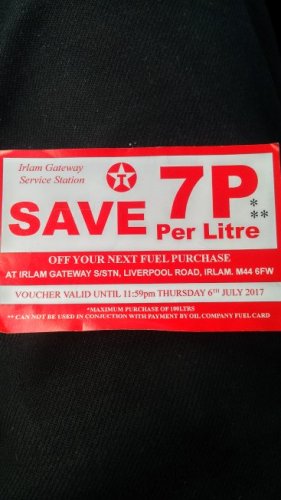 Irlam Gateway
Service Station
T
SAVE 7P*
Per Litre**
OFF YOUR NEXT FUEL PURCHASE
AT IRLAM GATEWAY S/STN, LIVERPOOL ROAD, IRLAM. M44 6FW
VOUCHER VALID UNTIL 11:59pm THURSDAY 6TH JULY 2017
*MAXIMUM PURCHASE OF 100LTRS
** CAN NOT BE USED IN CONJUCTION WITH PAYMENT BY OIL COMPANY FUEL CARD